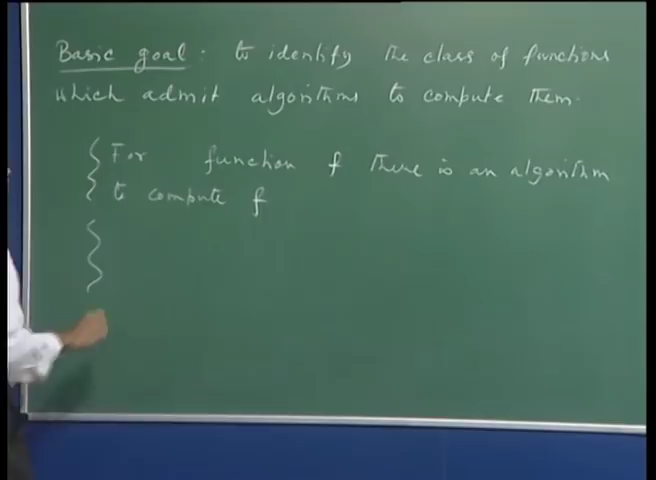 Basic goal : to identify the class of functions
which admit algorithms to compute them.
For function f there is an algorithm
to compute f